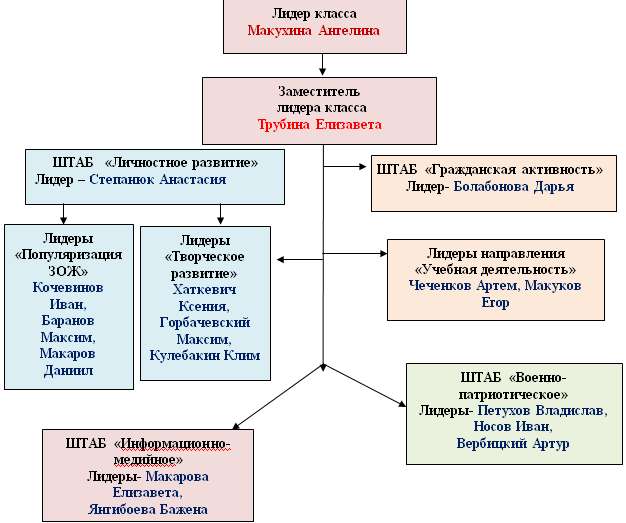 Лидер класса
Макухина Ангелина
Заместитель
лидера класса
Трубина Елизавета
ШТАБ «Личностное развитие»
Лидер – Степанюк Анастасия
ШТАБ «Гражданская активность»
Лидер- Болабонова Дарья
Лидеры
«Популяризация
ЗОЖ»
Кочевинов
Иван,
Баранов
Максим,
Макаров
Даниил
Лидеры
«Творческое
развитие»
Хаткевич
Ксения,
Горбачевский
Максим,
Кулебакин Клим
Лидеры направления
«Учебная деятельность»
Чеченков Артем, Макуков
Егор
ШТАБ «Военно-
патриотическое»
Лидеры- Петухов Владислав,
Носов Иван,
Вербицкий Артур
ШТАБ «Информационно-
медийное»
Лидеры- Макарова
Елизавета,
Янгибоева Бажена